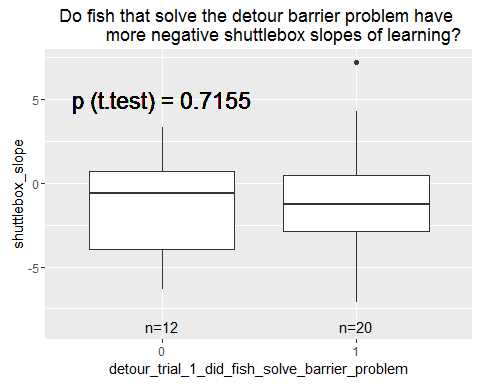 Do fish that solve the detour barrier problem have
more negative shuttlebox slopes of learning?
p (t.test) = 0.7155
shuttlebox_slope
5
0
-5
n=12
n=20
0
1
detour_trial_1_did_fish_solve_barrier_problem